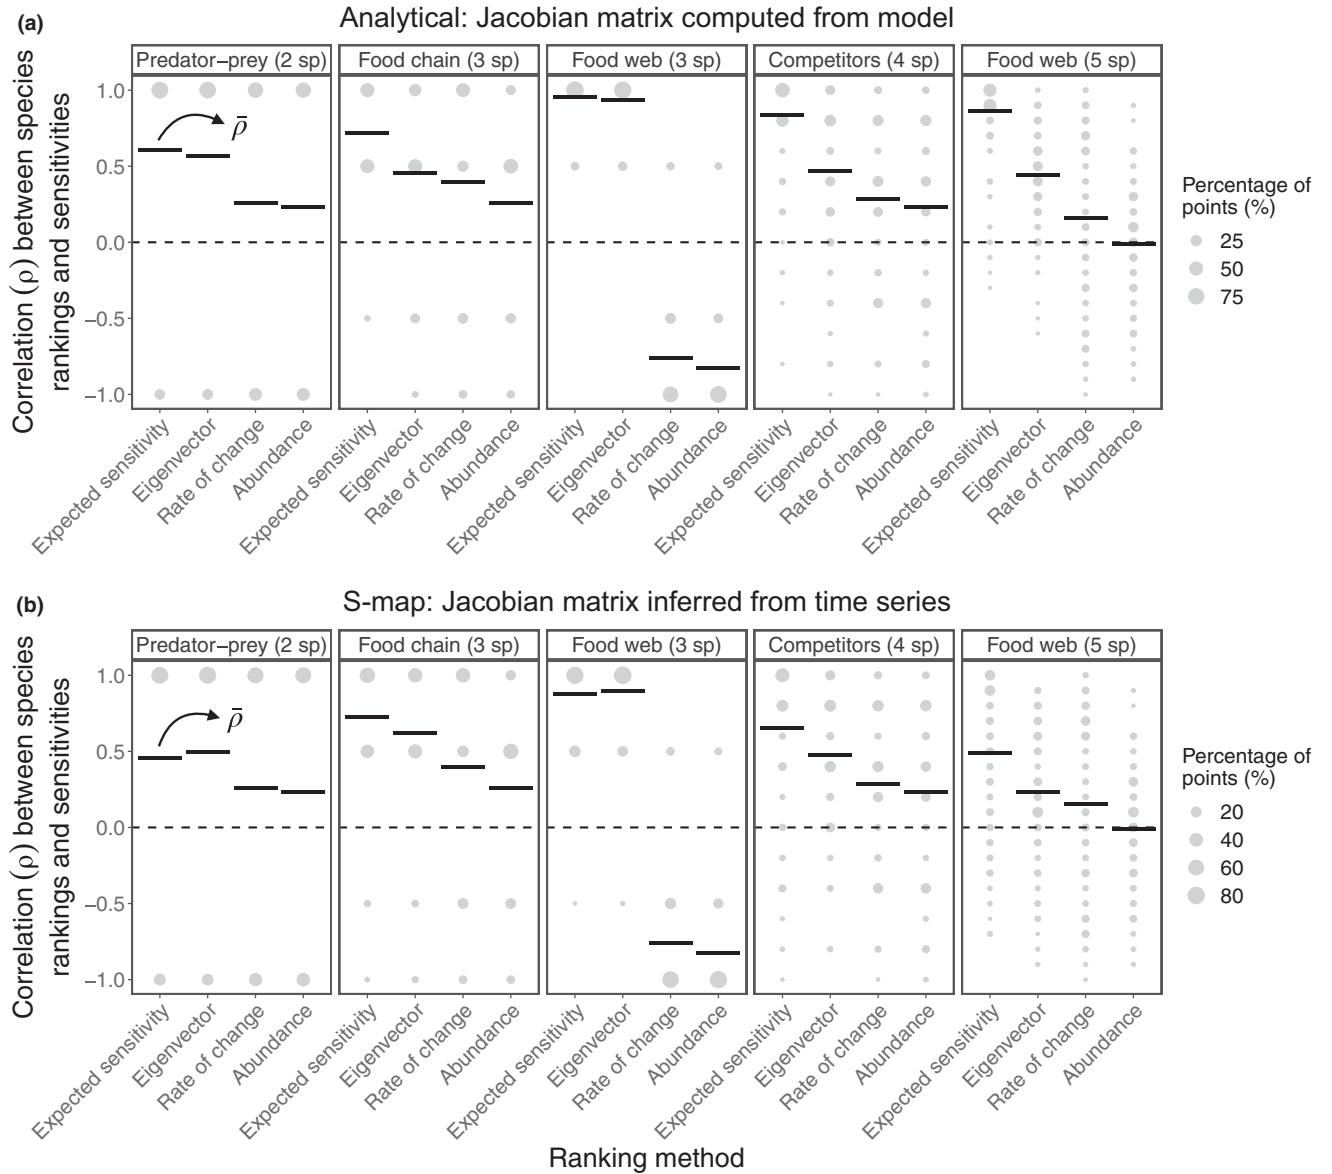 (a)
Analytical: Jacobian matrix computed from model
Predator−prey (2 sp)
Food chain (3 sp)
Food web (3 sp)
Competitors (4 sp)
Food web (5 sp)
Correlation (ρ) between species
rankings and sensitivities
1.0
0.5
0.0
−0.5
−1.0
ρ̄
Expected sensitivity
Eigenvector
Rate of change
Abundance
Expected sensitivity
Eigenvector
Rate of change
Abundance
Expected sensitivity
Eigenvector
Rate of change
Abundance
Expected sensitivity
Eigenvector
Rate of change
Abundance
Expected sensitivity
Eigenvector
Rate of change
Abundance
Percentage of
points (%)
25
50
75
(b)
S-map: Jacobian matrix inferred from time series
Predator−prey (2 sp)
Food chain (3 sp)
Food web (3 sp)
Competitors (4 sp)
Food web (5 sp)
Correlation (ρ) between species
rankings and sensitivities
1.0
0.5
0.0
−0.5
−1.0
ρ̄
Expected sensitivity
Eigenvector
Rate of change
Abundance
Expected sensitivity
Eigenvector
Rate of change
Abundance
Expected sensitivity
Eigenvector
Rate of change
Abundance
Expected sensitivity
Eigenvector
Rate of change
Abundance
Expected sensitivity
Eigenvector
Rate of change
Abundance
Percentage of
points (%)
20
40
60
80
Ranking method